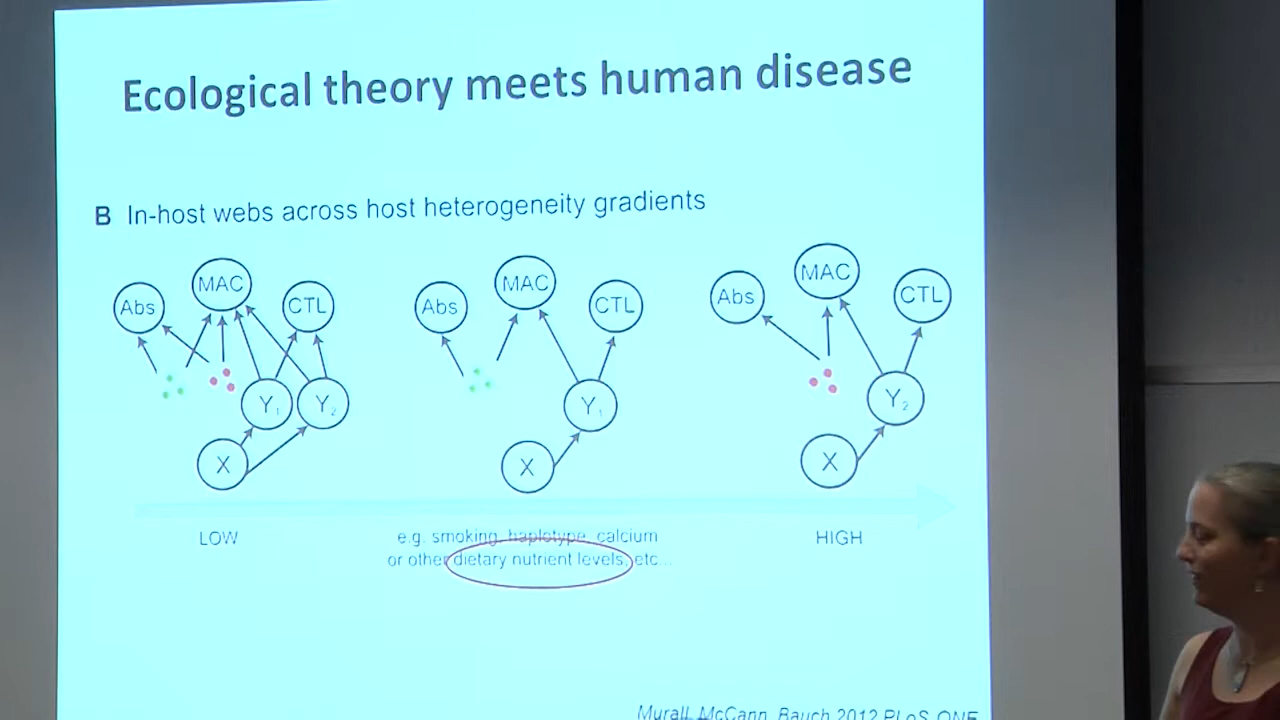 Ecological theory meets human disease
B In-host webs across host heterogeneity gradients
Abs MAC CTL
Y1 Y2
X
Abs MAC CTL
Y1
X
Abs MAC CTL
Y2
X
LOW
e.g. smoking, haplotype, calcium
or other dietary nutrient levels, etc...
HIGH
Murall, McCann, Bauch 2012 PLoS ONE